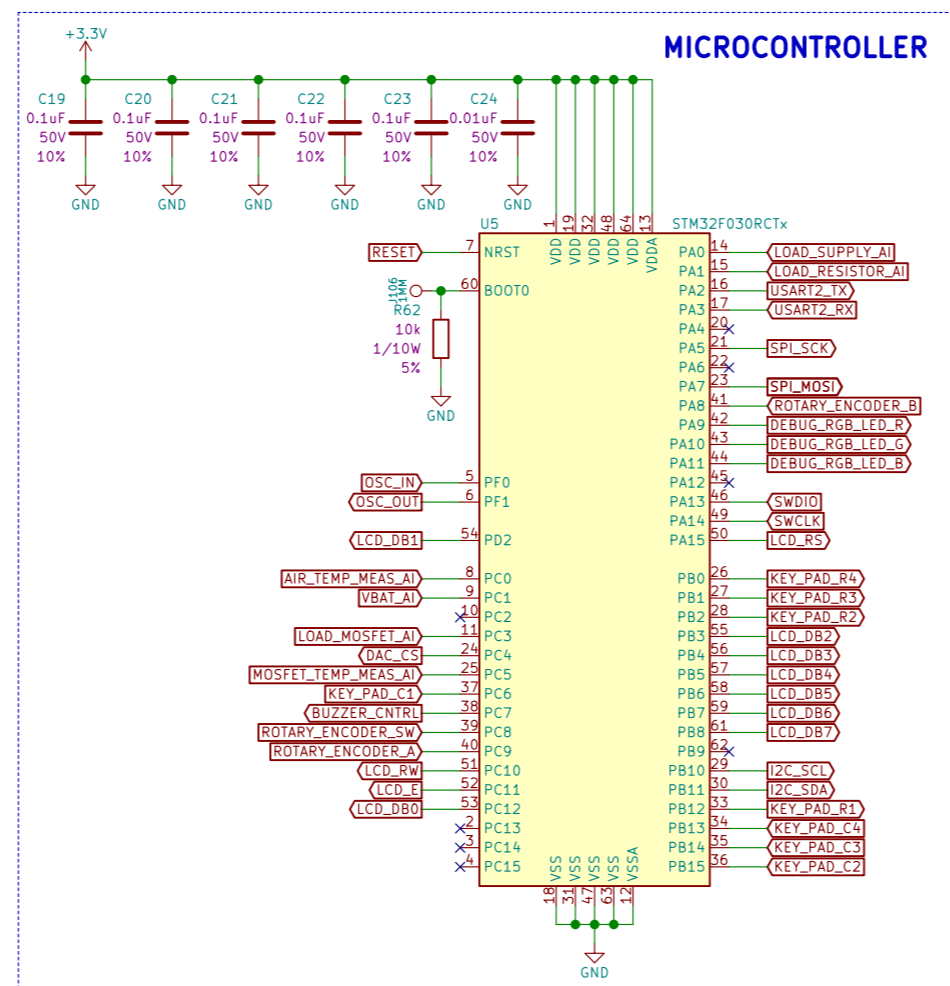 MICROCONTROLLER
+3.3V
C19 C20 C21 C22 C23 C24
0.1uF 0.1uF 0.1uF 0.1uF 0.1uF 0.01uF
50V 50V 50V 50V 50V 50V
10% 10% 10% 10% 10% 10%
GND GND GND GND GND GND
U5 STM32F030RCTx
1 19 32 48 64 13
VDD VDD VDD VDD VDD VDDA
RESET 7 NRST
J106
1MM
60 BOOT0
R62
10k
1/10W
5%
GND
OSC_IN 5 PF0
OSC_OUT 6 PF1
LCD_DB1 54 PD2
AIR_TEMP_MEAS_AI 8 PC0
VBAT_AI 9 PC1
10 PC2
LOAD_MOSFET_AI 11 PC3
DAC_CS 24 PC4
MOSFET_TEMP_MEAS_AI 25 PC5
KEY_PAD_C1 37 PC6
BUZZER_CNTRL 38 PC7
ROTARY_ENCODER_SW 39 PC8
ROTARY_ENCODER_A 40 PC9
LCD_RW 51 PC10
LCD_E 52 PC11
LCD_DB0 53 PC12
2 PC13
3 PC14
4 PC15
PA0 14 LOAD_SUPPLY_AI
PA1 15 LOAD_RESISTOR_AI
PA2 16 USART2_TX
PA3 17 USART2_RX
PA4 20
PA5 21 SPI_SCK
PA6 22
PA7 23 SPI_MOSI
PA8 41 ROTARY_ENCODER_B
PA9 42 DEBUG_RGB_LED_R
PA10 43 DEBUG_RGB_LED_G
PA11 44 DEBUG_RGB_LED_B
PA12 45
PA13 46 SWDIO
PA14 49 SWCLK
PA15 50 LCD_RS
PB0 26 KEY_PAD_R4
PB1 27 KEY_PAD_R3
PB2 28 KEY_PAD_R2
PB3 55 LCD_DB2
PB4 56 LCD_DB3
PB5 57 LCD_DB4
PB6 58 LCD_DB5
PB7 59 LCD_DB6
PB8 61 LCD_DB7
PB9 62
PB10 29 I2C_SCL
PB11 30 I2C_SDA
PB12 33 KEY_PAD_R1
PB13 34 KEY_PAD_C4
PB14 35 KEY_PAD_C3
PB15 36 KEY_PAD_C2
VSS VSS VSS VSS VSSA
18 31 47 63 12
GND